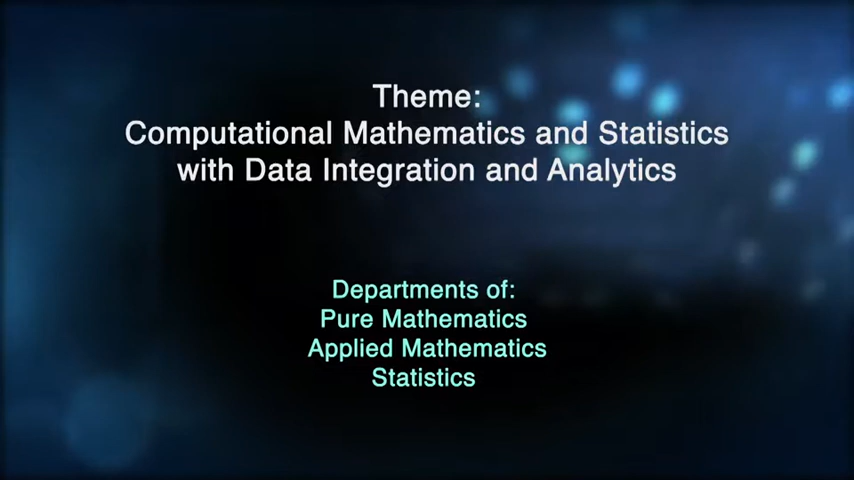 Theme:
Computational Mathematics and Statistics
with Data Integration and Analytics
Departments of:
Pure Mathematics
Applied Mathematics
Statistics